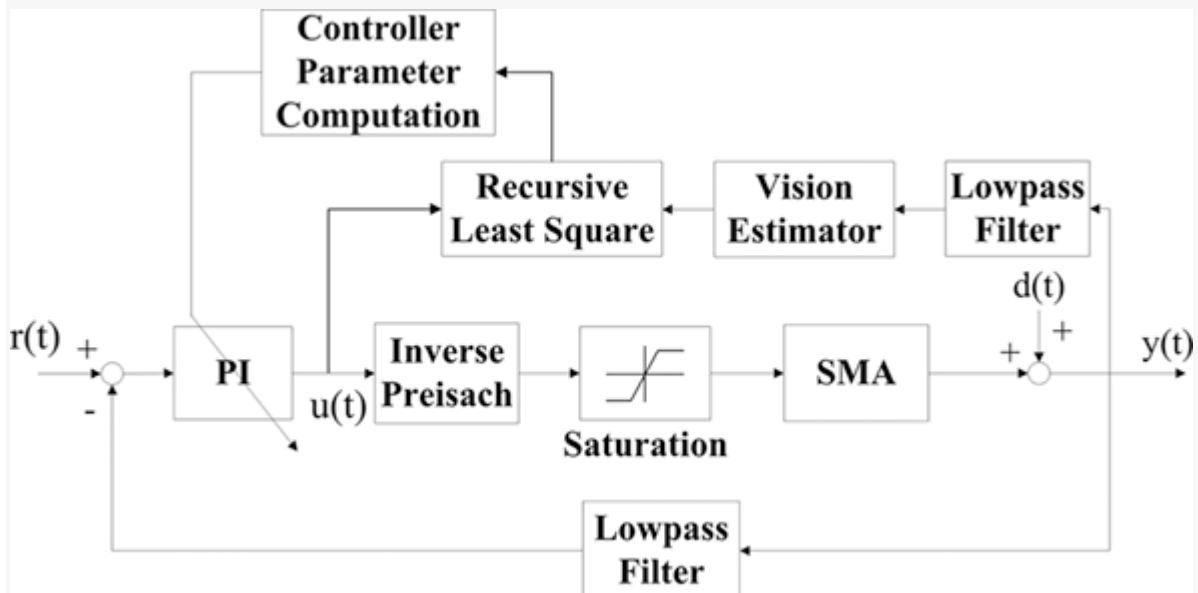 Controller
Parameter
Computation
Recursive
Least Square
Vision
Estimator
Lowpass
Filter
d(t)
+
r(t)
+
-
PI
u(t)
Inverse
Preisach
Saturation
SMA
+
y(t)
Lowpass
Filter